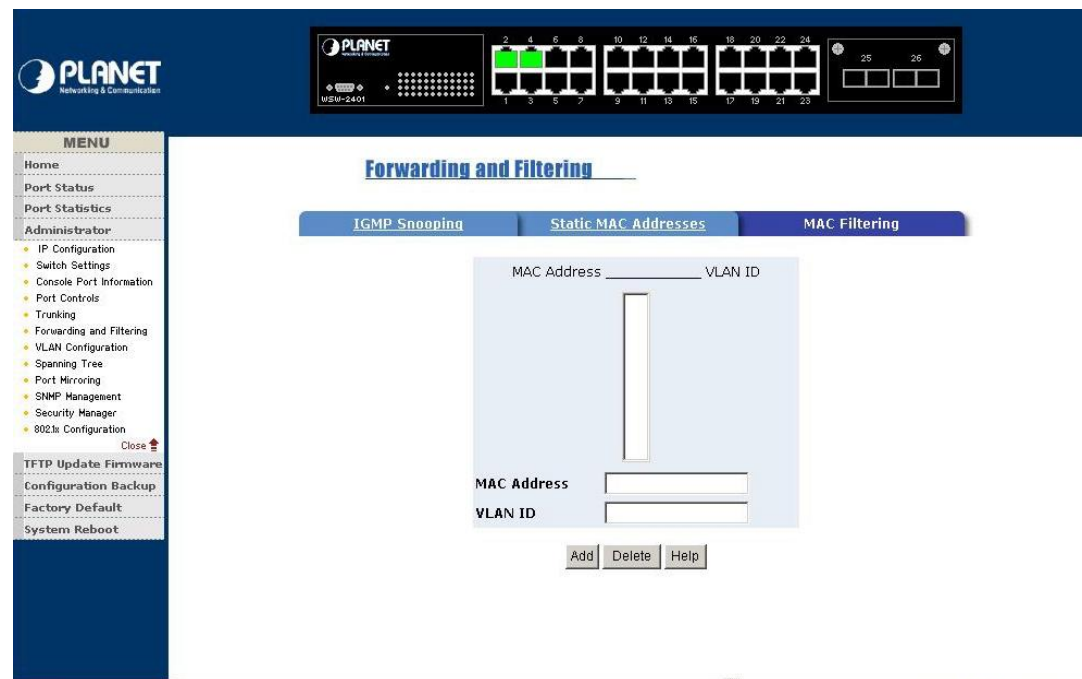 PLANET
Networking & Communication
PLANET
Networking & Communication
WSW-2401
2 4 6 8 10 12 14 16 18 20 22 24
1 3 5 7 9 11 13 15 17 19 21 23
25 26
MENU
Home
Port Status
Port Statistics
Administrator
IP Configuration
Switch Settings
Console Port Information
Port Controls
Trunking
Forwarding and Filtering
VLAN Configuration
Spanning Tree
Port Mirroring
SNMP Management
Security Manager
802.1x Configuration
Close
TFTP Update Firmware
Configuration Backup
Factory Default
System Reboot
Forwarding and Filtering
IGMP Snooping Static MAC Addresses MAC Filtering
MAC Address ____________ VLAN ID
MAC Address
VLAN ID
Add Delete Help